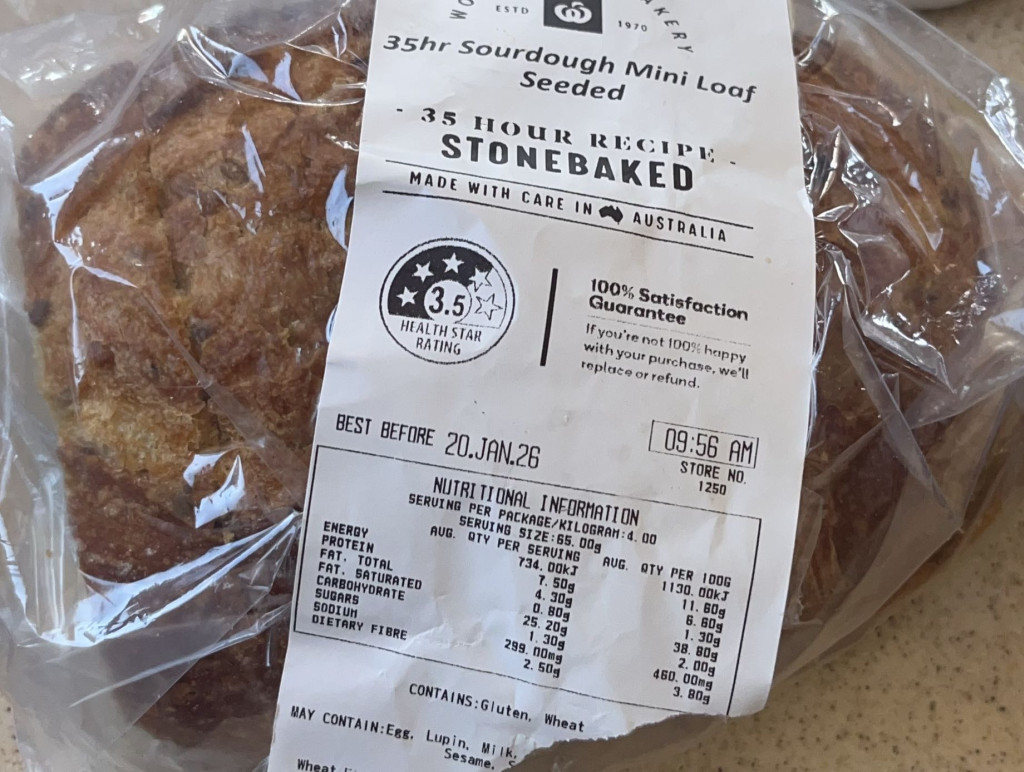 ESTD 1970
AKERY
35hr Sourdough Mini Loaf
Seeded
- 35 HOUR RECIPE -
STONEBAKED
MADE WITH CARE IN AUSTRALIA
3.5
HEALTH STAR
RATING
100% Satisfaction
Guarantee
If you're not 100% happy
with your purchase, we'll
replace or refund.
BEST BEFORE 20.JAN.26
09:56 AM
STORE NO.
1250
NUTRITIONAL INFORMATION
SERVING PER PACKAGE/KILOGRAM:4.00
SERVING SIZE:65.00g
AVG. QTY PER SERVING AVG. QTY PER 100G
ENERGY 734.00kJ 1130.00kJ
PROTEIN 7.50g 11.60g
FAT, TOTAL 4.30g 6.60g
FAT, SATURATED 0.80g 1.30g
CARBOHYDRATE 25.20g 38.80g
SUGARS 1.30g 2.00g
SODIUM 299.00mg 460.00mg
DIETARY FIBRE 2.50g 3.80g
CONTAINS:Gluten, Wheat
MAY CONTAIN:Egg, Lupin, Milk,
Sesame, S
Wheat